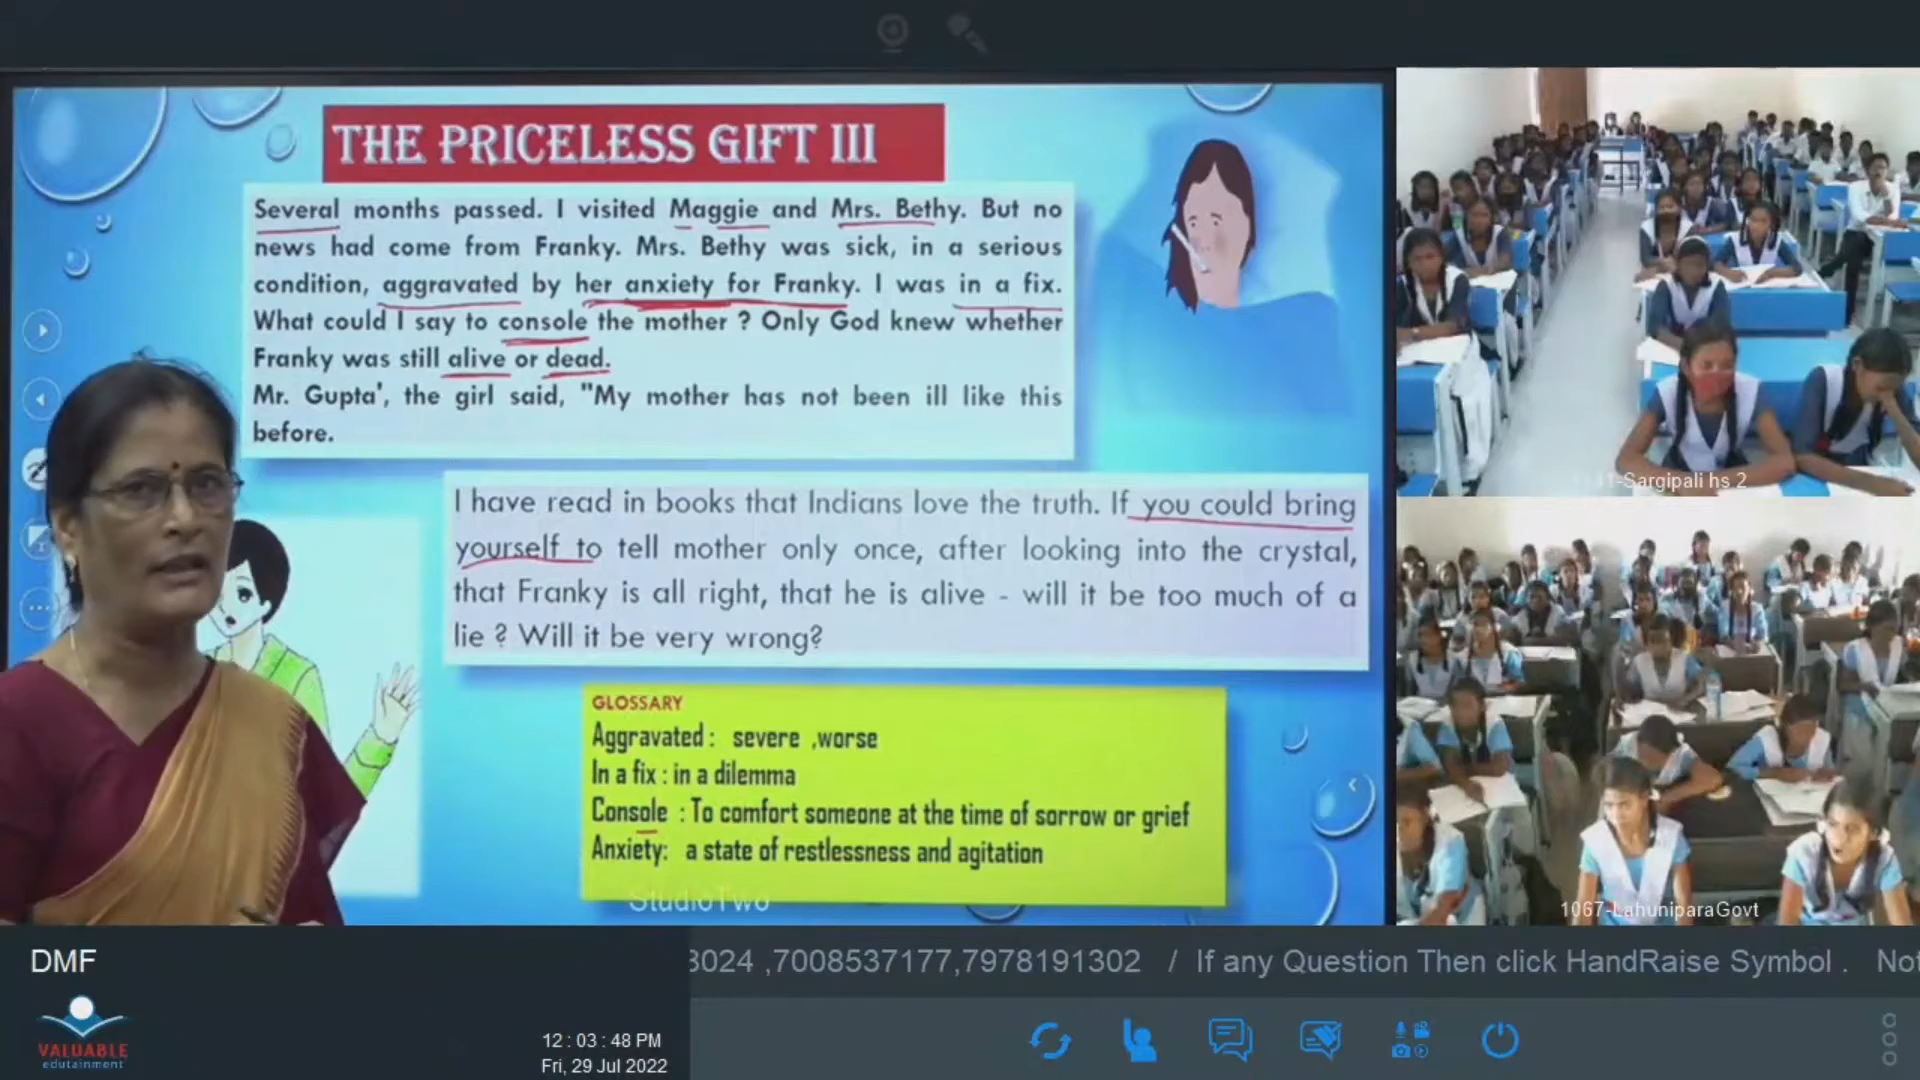 THE PRICELESS GIFT III
Several months passed. I visited Maggie and Mrs. Bethy. But no
news had come from Franky. Mrs. Bethy was sick, in a serious
condition, aggravated by her anxiety for Franky. I was in a fix.
What could I say to console the mother ? Only God knew whether
Franky was still alive or dead.
Mr. Gupta', the girl said, "My mother has not been ill like this
before.
I have read in books that Indians love the truth. If you could bring
yourself to tell mother only once, after looking into the crystal,
that Franky is all right, that he is alive - will it be too much of a
lie ? Will it be very wrong?
GLOSSARY
Aggravated : severe ,worse
In a fix : in a dilemma
Console : To comfort someone at the time of sorrow or grief
Anxiety: a state of restlessness and agitation
StudioTwo
Sargipali hs 2
1067-LahuniparaGovt
DMF
3024 ,7008537177,7978191302 / If any Question Then click HandRaise Symbol . Not
VALUABLE
edutainment
12 : 03 : 48 PM
Fri, 29 Jul 2022